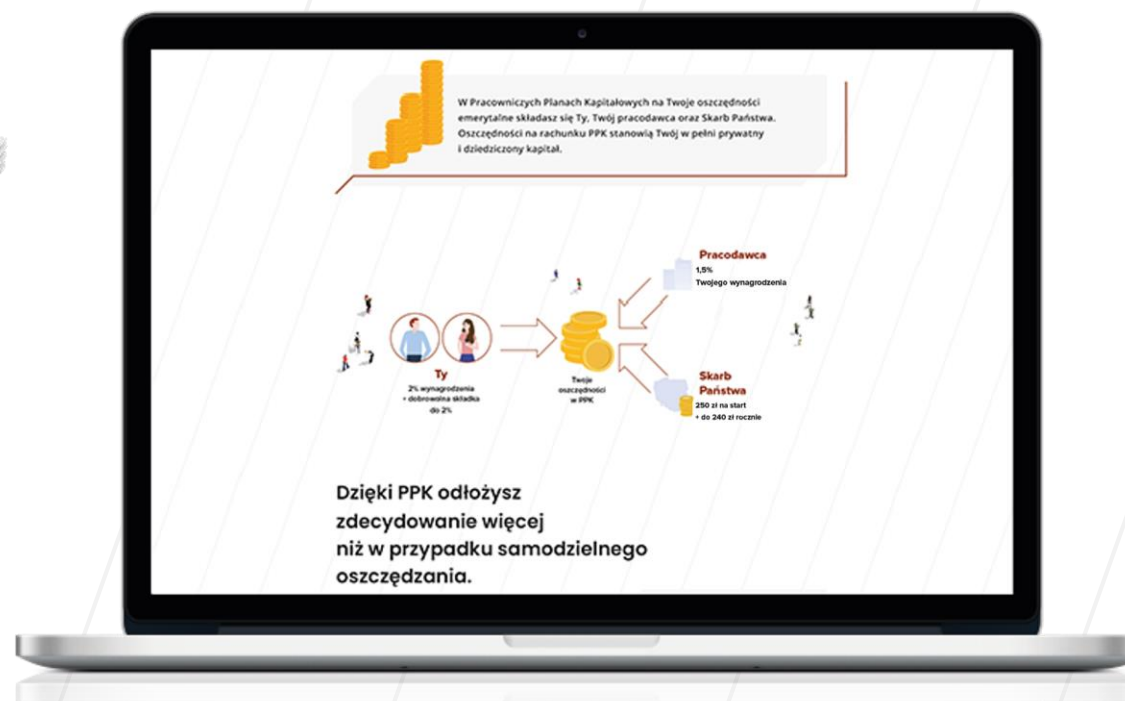 W Pracowniczych Planach Kapitałowych na Twoje oszczędności
emerytalne składasz się Ty, Twój pracodawca oraz Skarb Państwa.
Oszczędności na rachunku PPK stanowią Twój w pełni prywatny
i dziedziczony kapitał.
Pracodawca
1,5%
Twojego wynagrodzenia
Ty
2% wynagrodzenia
+ dobrowolna składka
do 2%
Twoje
oszczędności
w PPK
Skarb
Państwa
250 zł na start
+ do 240 zł rocznie
Dzięki PPK odłożysz
zdecydowanie więcej
niż w przypadku samodzielnego
oszczędzania.